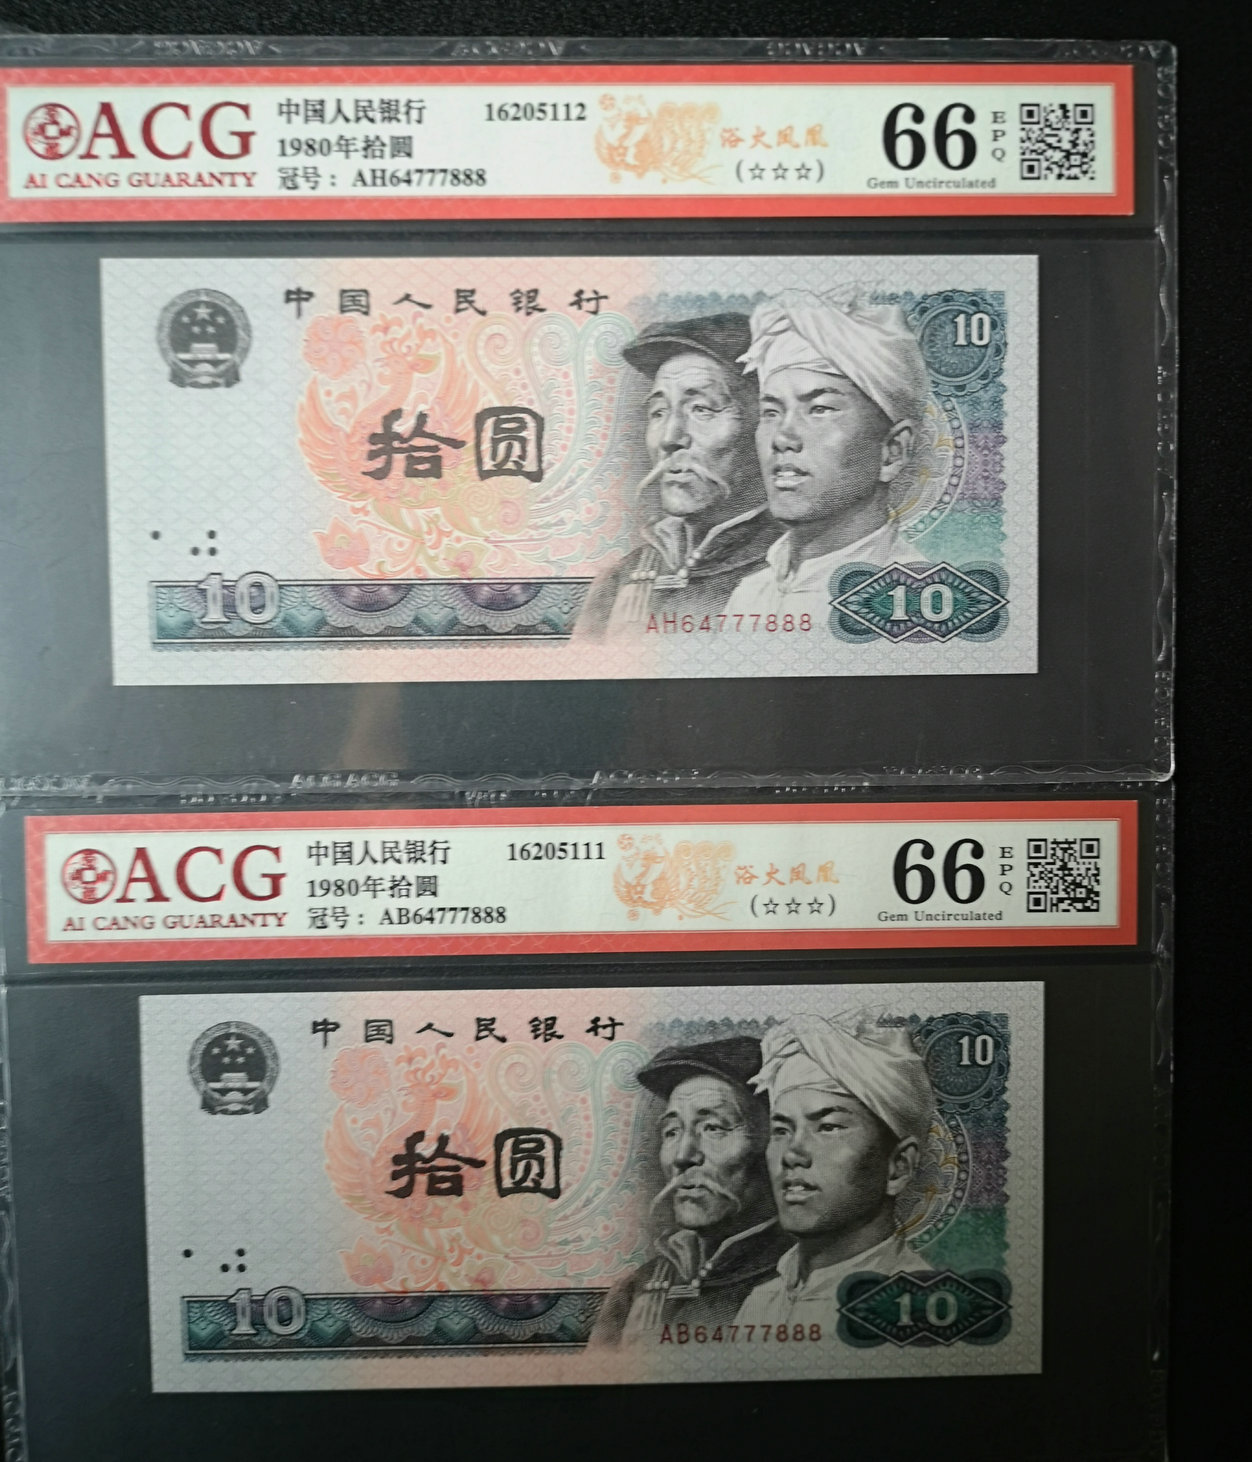 ACG
AI CANG GUARANTY
中国人民银行 16205112
1980年拾圆
冠号： AH64777888
浴火凤凰
(☆☆☆)
66
EPQ
Gem Uncirculated
中国人民银行
10
拾圆
10
AH64777888
10
ACG ACG
ACG
AI CANG GUARANTY
中国人民银行 16205111
1980年拾圆
冠号： AB64777888
浴火凤凰
(☆☆☆)
66
EPQ
Gem Uncirculated
中国人民银行
10
拾圆
10
AB64777888
10